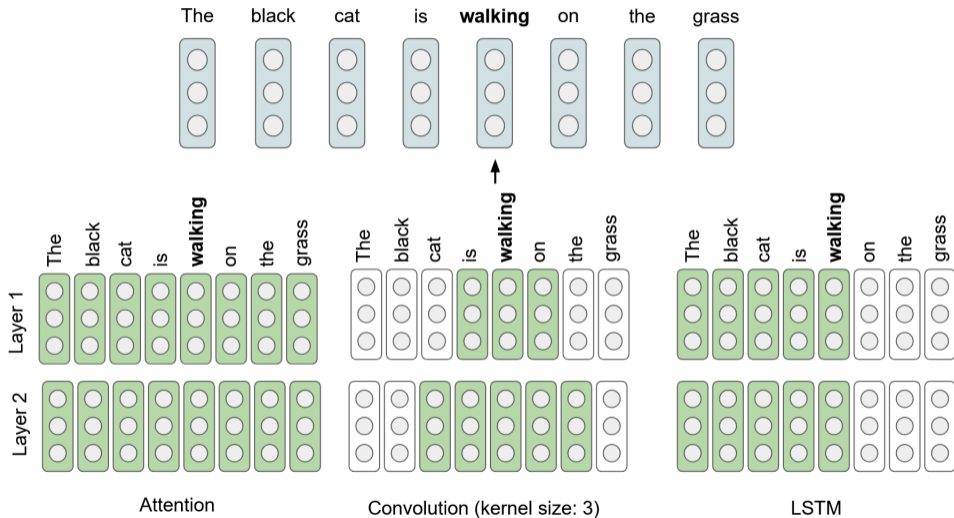 The black cat is walking on the grass
The black cat is walking on the grass
The black cat is walking on the grass
The black cat is walking on the grass
Layer 1
Layer 2
Attention
Convolution (kernel size: 3)
LSTM